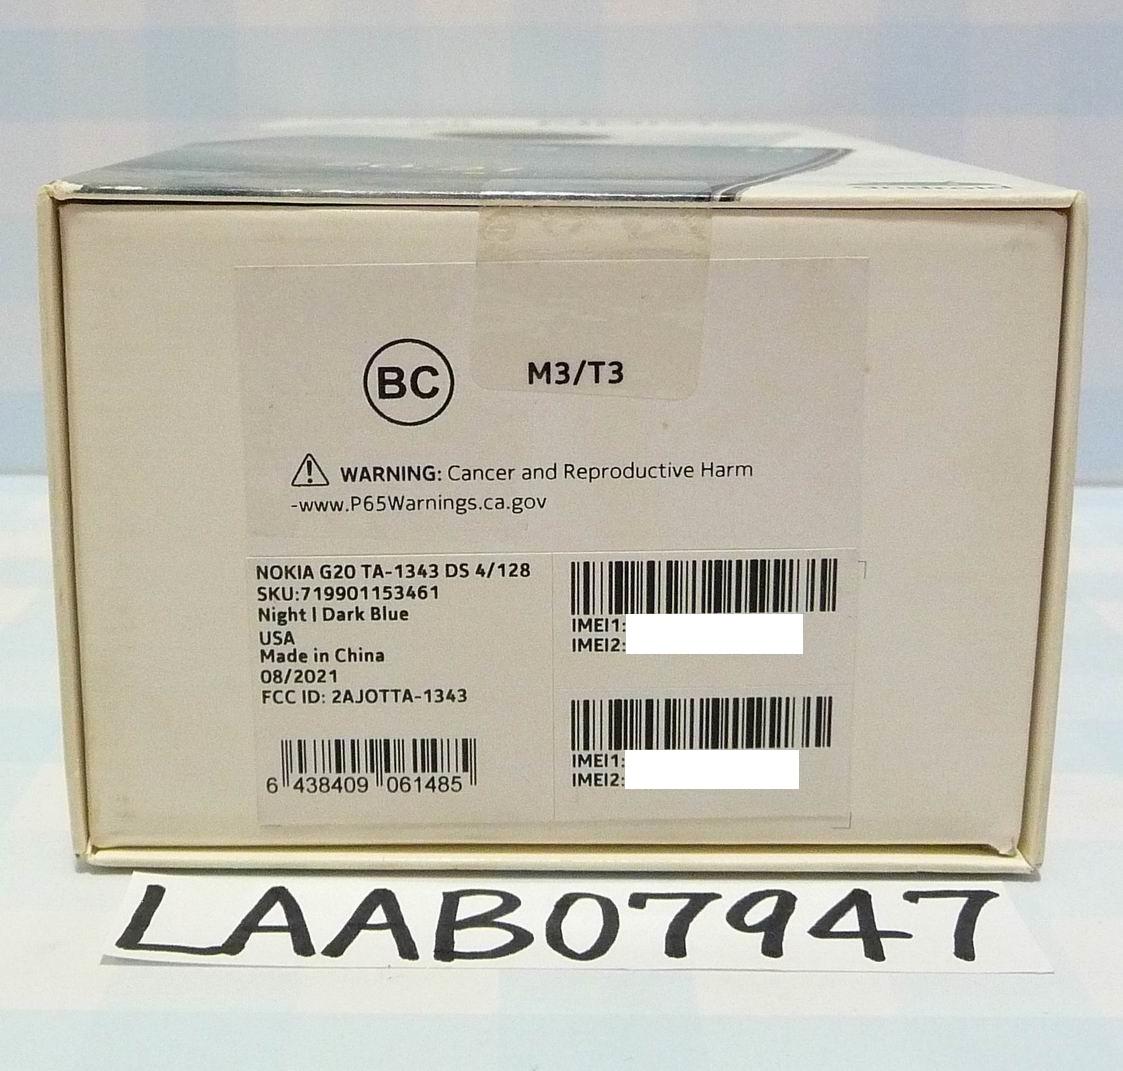 BC
M3/T3
WARNING: Cancer and Reproductive Harm
-www.P65Warnings.ca.gov
NOKIA G20 TA-1343 DS 4/128
SKU:719901153461
Night | Dark Blue
USA
Made in China
08/2021
FCC ID: 2AJOTTA-1343
6 438409 061485
IMEI1:
IMEI2:
IMEI1:
IMEI2:
LAAB07947